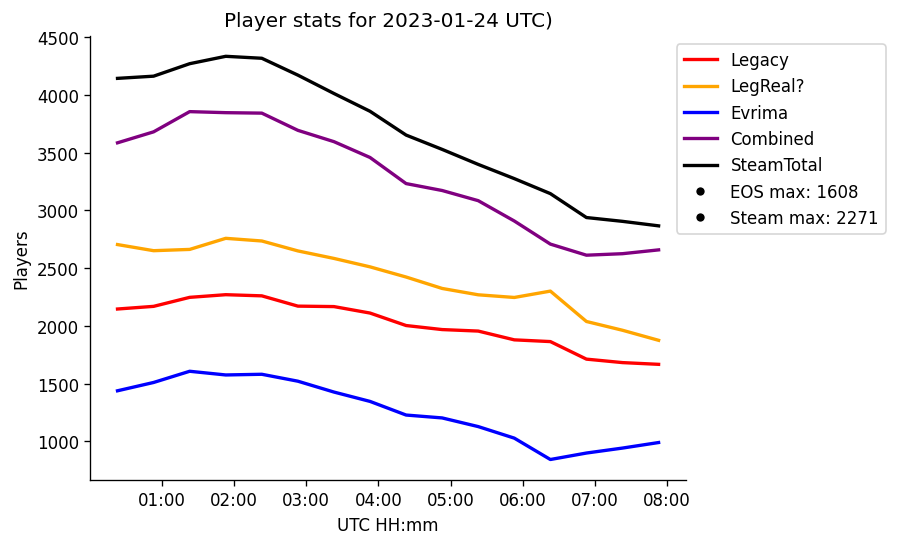 Player stats for 2023-01-24 UTC)
4500
4000
3500
3000
2500
2000
1500
1000
Players
01:00 02:00 03:00 04:00 05:00 06:00 07:00 08:00
UTC HH:mm
Legacy
LegReal?
Evrima
Combined
SteamTotal
EOS max: 1608
Steam max: 2271